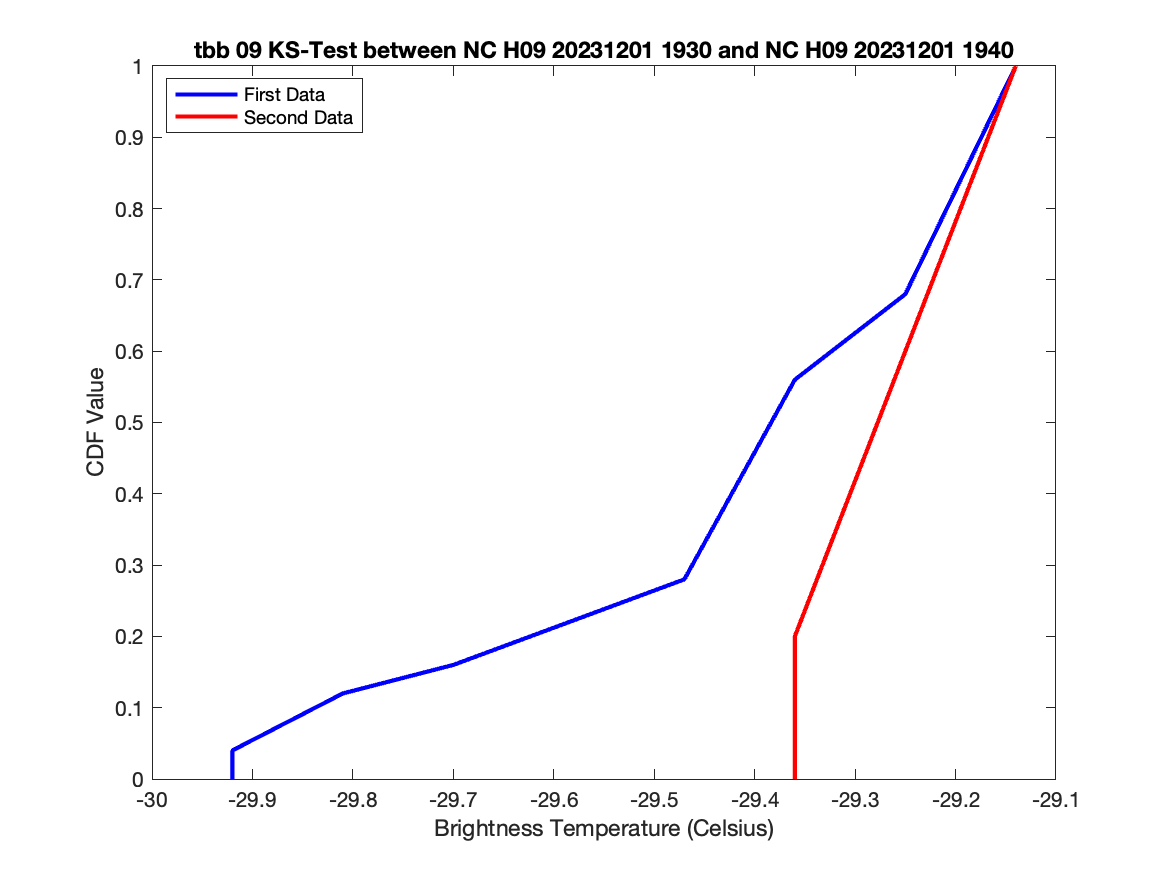 tbb 09 KS-Test between NC H09 20231201 1930 and NC H09 20231201 1940
First Data
Second Data
1
0.9
0.8
0.7
0.6
0.5
0.4
0.3
0.2
0.1
0
CDF Value
-30 -29.9 -29.8 -29.7 -29.6 -29.5 -29.4 -29.3 -29.2 -29.1
Brightness Temperature (Celsius)